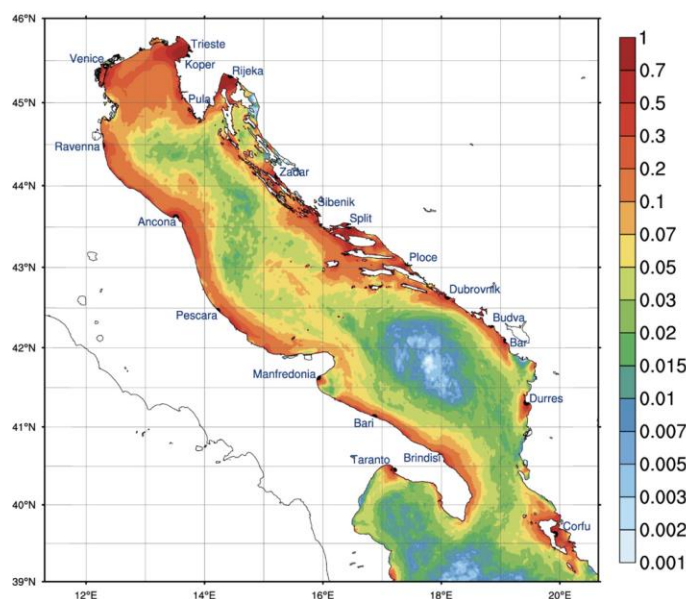 46°N
45°N
44°N
43°N
42°N
41°N
40°N
39°N
12°E
14°E
16°E
18°E
20°E
Venice
Trieste
Koper
Rijeka
Pula
Ravenna
Zadar
Sibenik
Ancona
Split
Ploce
Dubrovnik
Pescara
Budva
Bar
Manfredonia
Durres
Bari
Taranto
Brindisi
Corfu
1
0.7
0.5
0.3
0.2
0.1
0.07
0.05
0.03
0.02
0.015
0.01
0.007
0.005
0.003
0.002
0.001